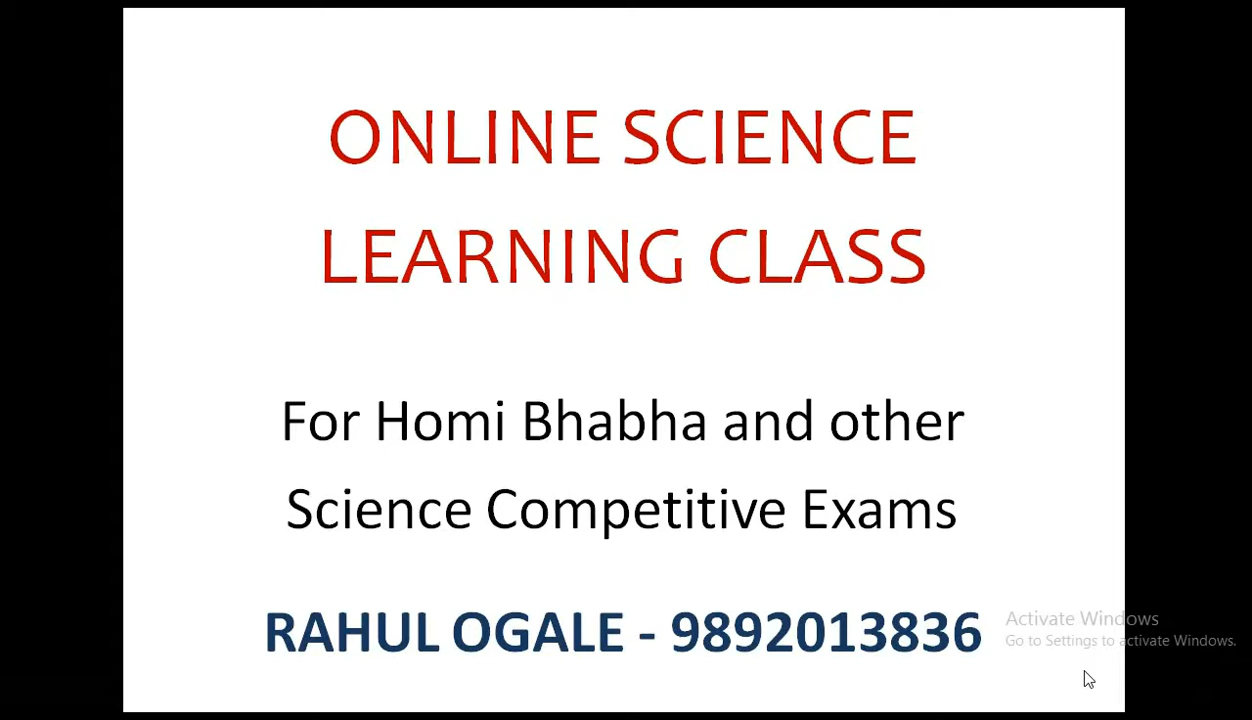 ONLINE SCIENCE
LEARNING CLASS
For Homi Bhabha and other
Science Competitive Exams
RAHUL OGALE - 9892013836
Activate Windows
Go to Settings to activate Windows.